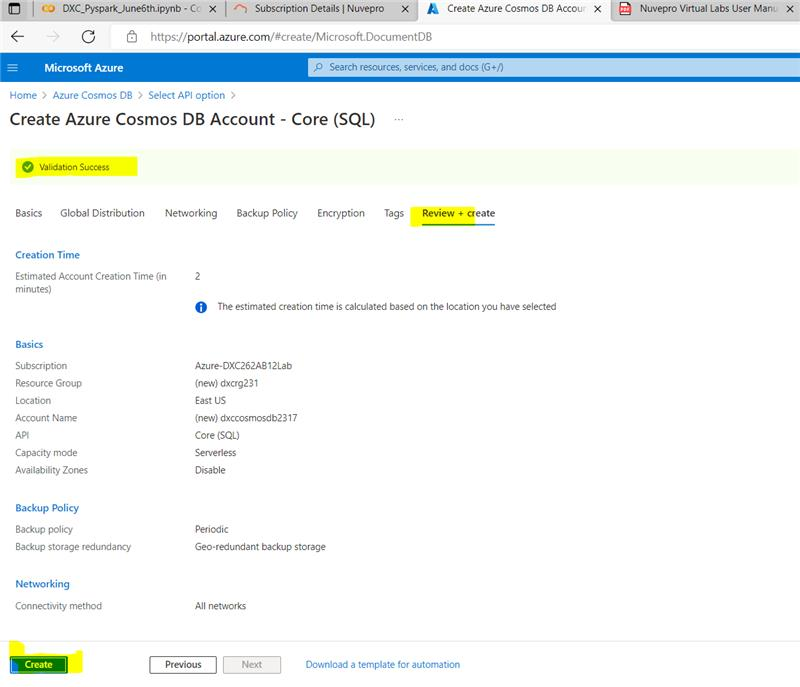 DXC_Pyspark_June6th.ipynb - Co
Subscription Details | Nuvepro
Create Azure Cosmos DB Accoun
Nuvepro Virtual Labs User Manu
https://portal.azure.com/#create/Microsoft.DocumentDB
Microsoft Azure
Search resources, services, and docs (G+/)
Home > Azure Cosmos DB > Select API option >
Create Azure Cosmos DB Account - Core (SQL) ...
Validation Success
Basics Global Distribution Networking Backup Policy Encryption Tags Review + create
Creation Time
Estimated Account Creation Time (in 2
minutes)
The estimated creation time is calculated based on the location you have selected
Basics
Subscription Azure-DXC262AB12Lab
Resource Group (new) dxcrg231
Location East US
Account Name (new) dxccosmosdb2317
API Core (SQL)
Capacity mode Serverless
Availability Zones Disable
Backup Policy
Backup policy Periodic
Backup storage redundancy Geo-redundant backup storage
Networking
Connectivity method All networks
Create Previous Next Download a template for automation